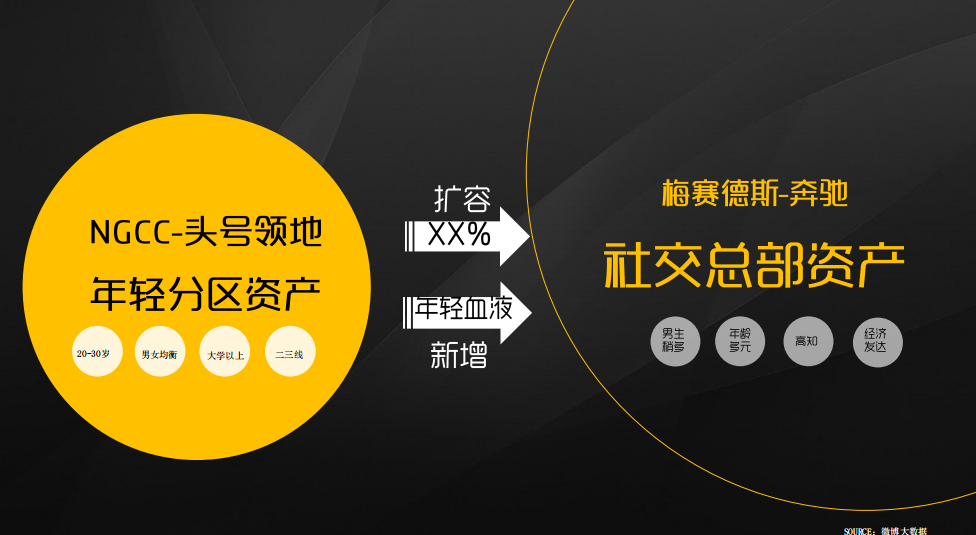 NGCC-头号领地
年轻分区资产
20-30岁
男女均衡
大学以上
二三线
扩容
XX%
年轻血液
新增
梅赛德斯-奔驰
社交总部资产
男生
稍多
年龄
多元
高知
经济
发达
SOURCE：微博大数据